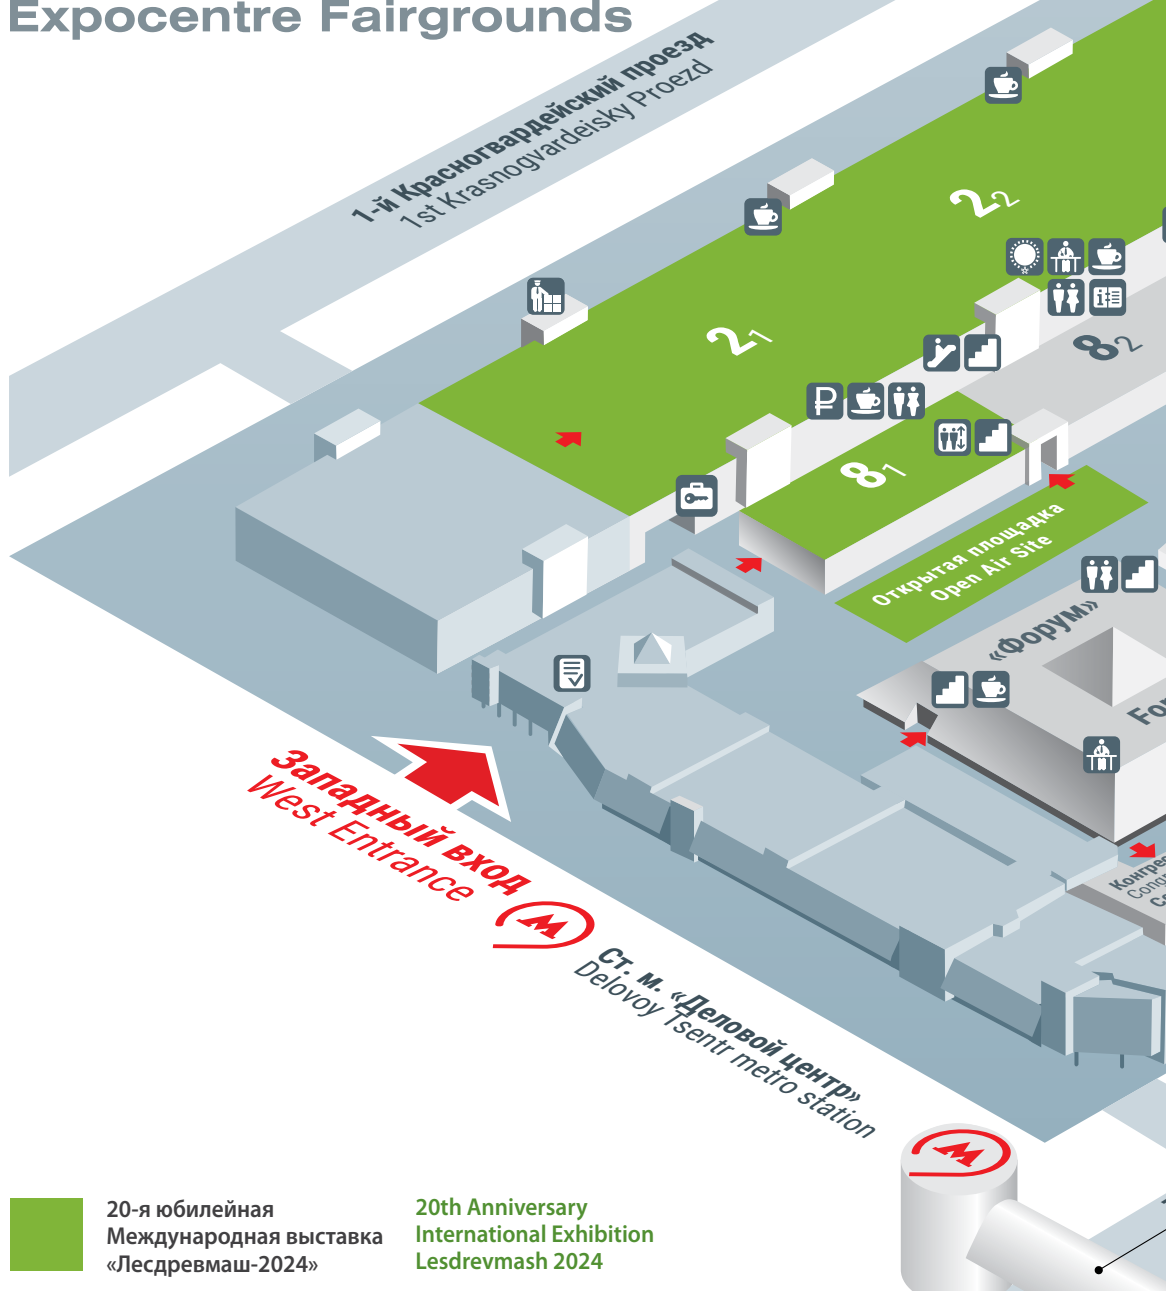 Expocentre Fairgrounds
1-й Красногвардейский проезд
1st Krasnogvardeisky Proezd
2 2
2 1
8 2
8 1
Открытая площадка
Open Air Site
«Форум»
Западный вход
West Entrance
Ст. м. «Деловой центр»
Delovoy Tsentr metro station
20-я юбилейная
Международная выставка
«Лесдревмаш-2024»
20th Anniversary
International Exhibition
Lesdrevmash 2024